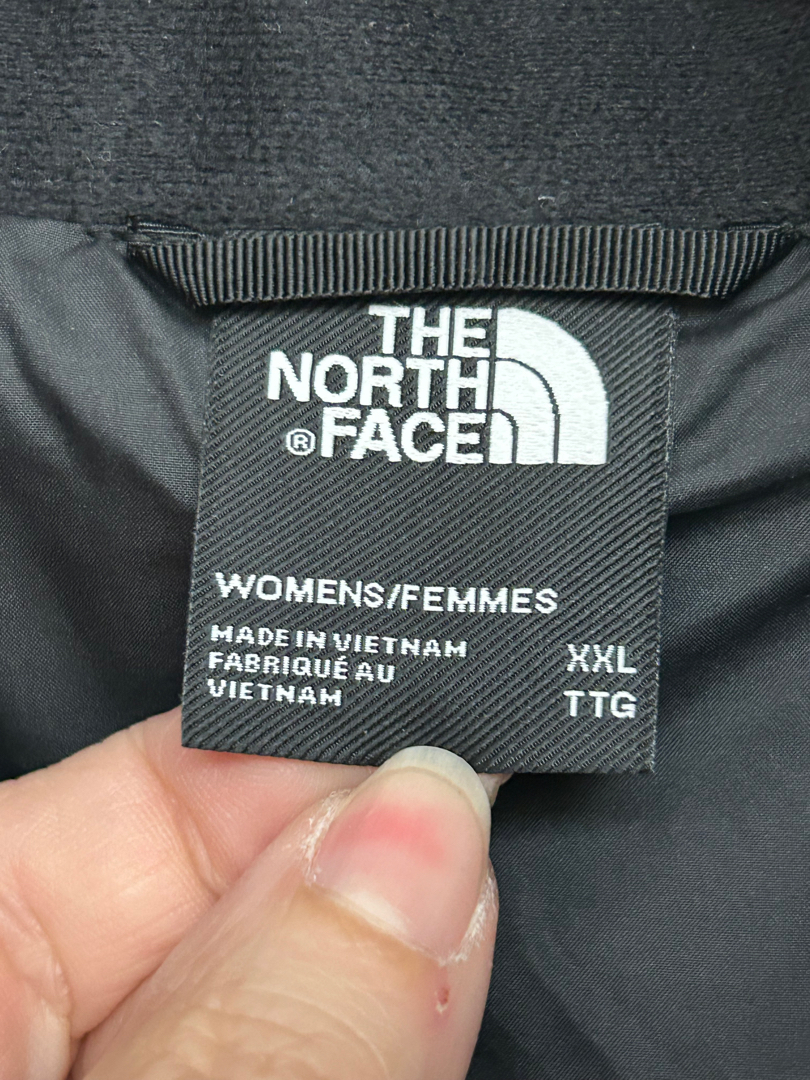 THE
NORTH
®FACE
WOMENS/FEMMES
MADE IN VIETNAM
FABRIQUÉ AU
VIETNAM
XXL
TTG